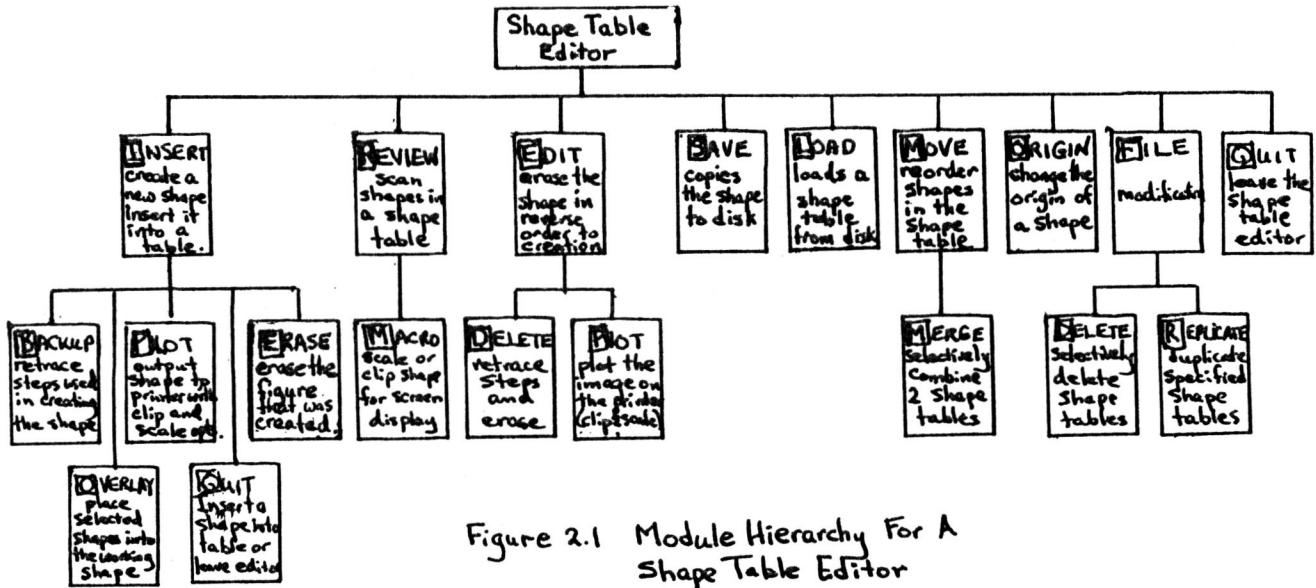 Shape Table
Editor
INSERT
create a
new shape
insert it
into a
table.
REVIEW
scan
shapes in
a shape
table
EDIT
erase the
shape in
reverse
order to
creation
SAVE
copies
the shape
to disk
LOAD
loads a
shape
table
from disk
MOVE
reorder
shapes
in the
shape
table
ORIGIN
change the
origin of
a shape
FILE
QUIT
leave the
shape
table
editor
BACKUP
retrace
steps used
in creating
the shape
PLOT
output
shape to
printer with
clip and
scale opts.
ERASE
erase the
figure
that was
created.
MACRO
scale or
clip shape
for screen
display
DELETE
retrace
steps
and
erase
PLOT
plot the
image on
the printer
(clip & scale)
MERGE
selectively
combine
2 shape
tables
DELETE
selectively
delete
shape
tables
REPLICATE
duplicate
specified
shape
tables
OVERLAY
place
selected
shapes into
the working
shape
QUIT
Insert a
shape into
table or
leave editor
Figure 2.1 Module Hierarchy For A
Shape Table Editor